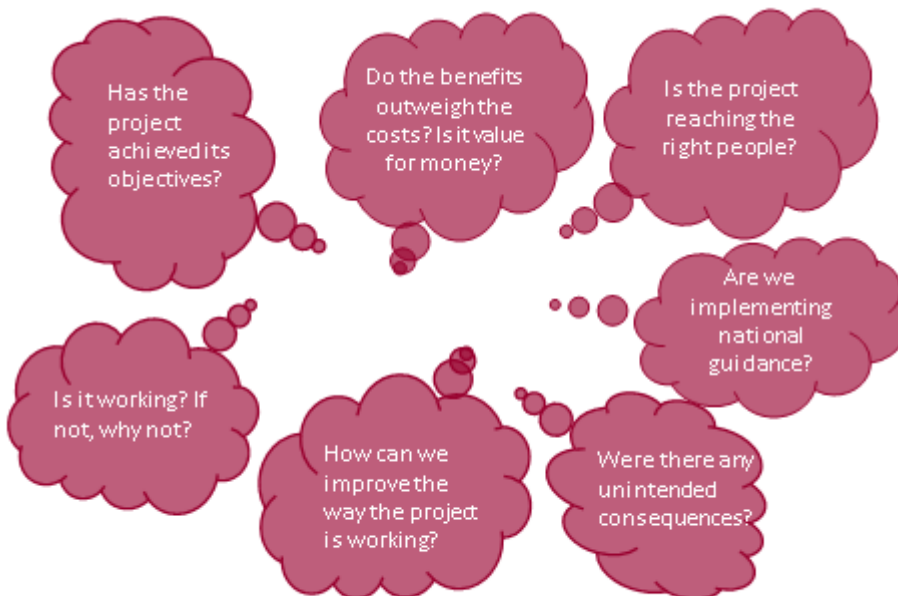 Has the
project
achieved its
objectives?
Do the benefits
outweigh the
costs? Is it value
for money?
Is the project
reaching the
right people?
Are we
implementing
national
guidance?
Is it working? If
not, why not?
How can we
improve the
way the project
is working?
Were there any
unintended
consequences?